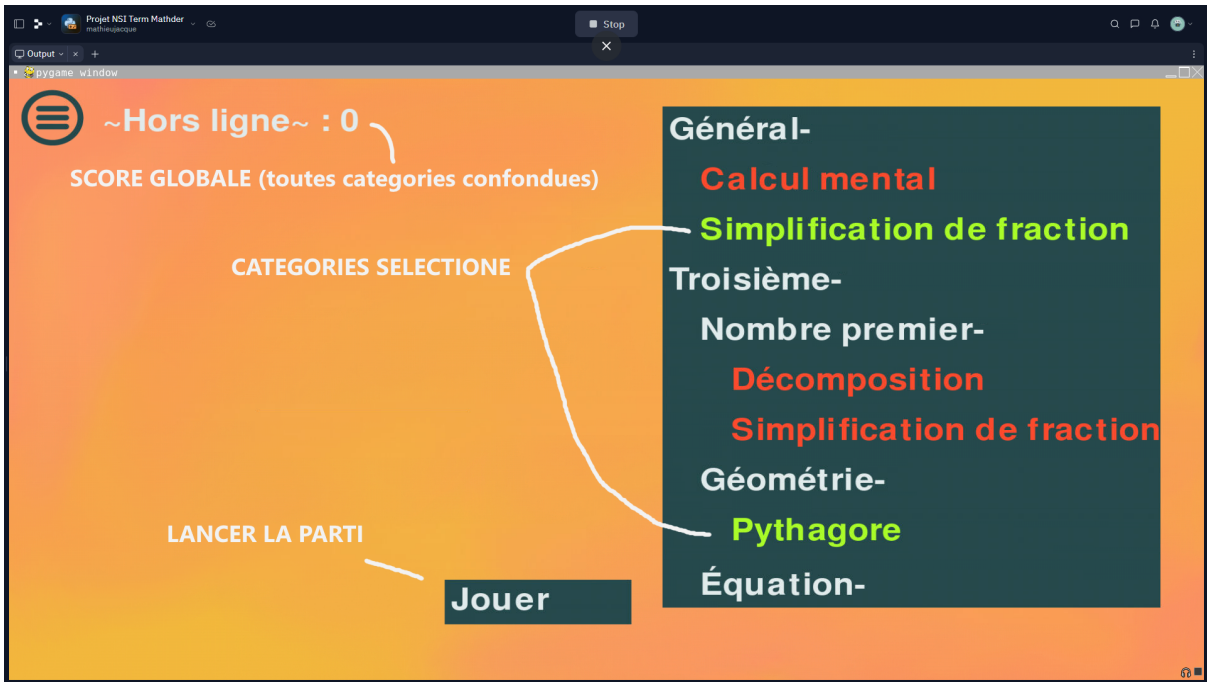 Projet NSI Term Mathder
mathieujacque
Stop
Output
pygame window
~Hors ligne~ : 0
SCORE GLOBALE (toutes categories confondues)
CATEGORIES SELECTIONE
LANCER LA PARTI
Jouer
Général-
Calcul mental
Simplification de fraction
Troisième-
Nombre premier-
Décomposition
Simplification de fraction
Géométrie-
Pythagore
Équation-